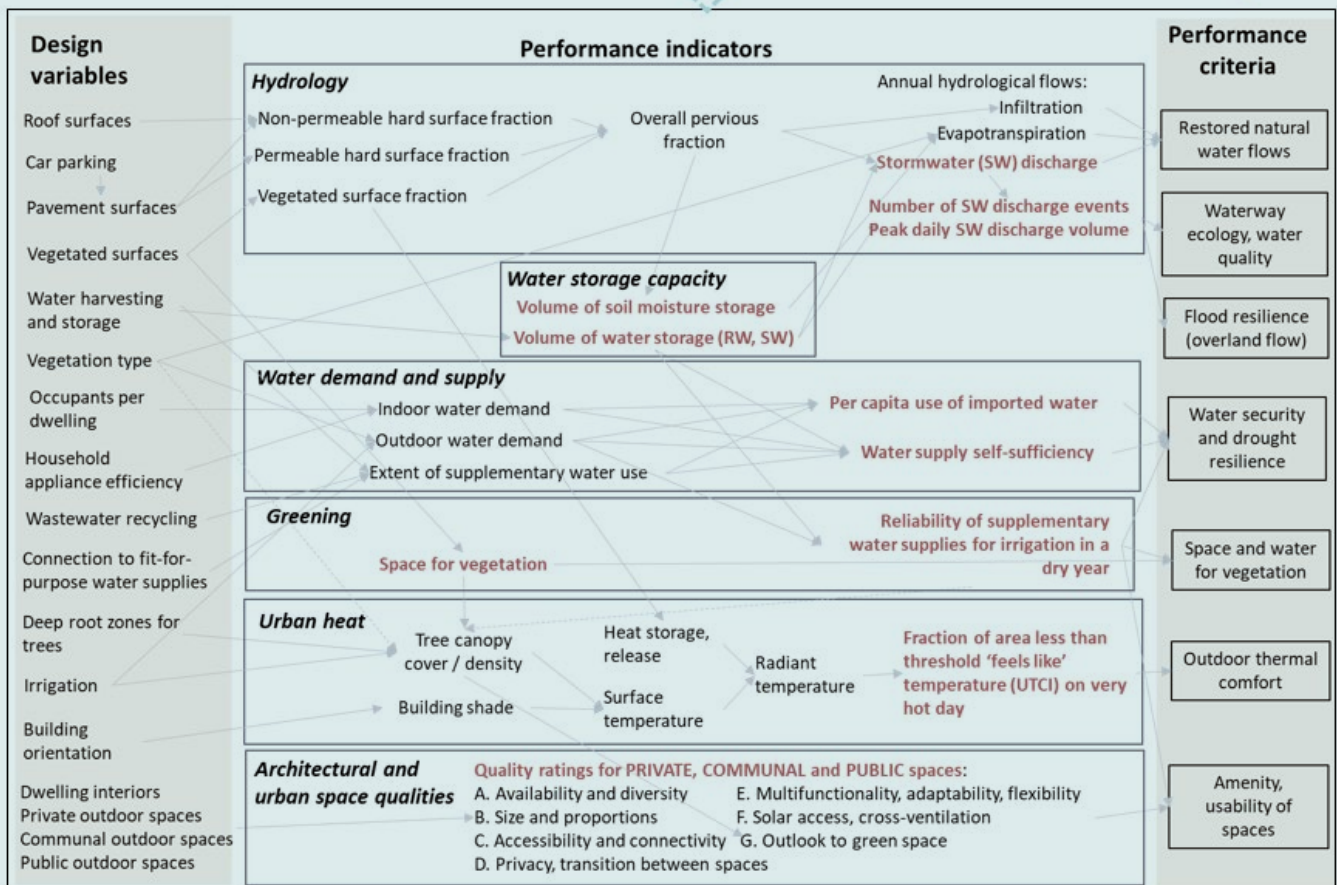 Design
variables
Performance indicators
Performance
criteria
Roof surfaces
Car parking
Pavement surfaces
Vegetated surfaces
Water harvesting
and storage
Vegetation type
Occupants per
dwelling
Household
appliance efficiency
Wastewater recycling
Connection to fit-for-
purpose water supplies
Deep root zones for
trees
Irrigation
Building
orientation
Dwelling interiors
Private outdoor spaces
Communal outdoor spaces
Public outdoor spaces
Hydrology
Non-permeable hard surface fraction
Permeable hard surface fraction
Vegetated surface fraction
Overall pervious
fraction
Annual hydrological flows:
Infiltration
Evapotranspiration
Stormwater (SW) discharge
Number of SW discharge events
Peak daily SW discharge volume
Water storage capacity
Volume of soil moisture storage
Volume of water storage (RW, SW)
Water demand and supply
Indoor water demand
Outdoor water demand
Extent of supplementary water use
Per capita use of imported water
Water supply self-sufficiency
Greening
Space for vegetation
Reliability of supplementary
water supplies for irrigation in a
dry year
Urban heat
Tree canopy
cover / density
Building shade
Heat storage,
release
Surface
temperature
Radiant
temperature
Fraction of area less than
threshold ‘feels like’
temperature (UTCI) on very
hot day
Architectural and
urban space qualities
Quality ratings for PRIVATE, COMMUNAL and PUBLIC spaces:
A. Availability and diversity
B. Size and proportions
C. Accessibility and connectivity
D. Privacy, transition between spaces
E. Multifunctionality, adaptability, flexibility
F. Solar access, cross-ventilation
G. Outlook to green space
Restored natural
water flows
Waterway
ecology, water
quality
Flood resilience
(overland flow)
Water security
and drought
resilience
Space and water
for vegetation
Outdoor thermal
comfort
Amenity,
usability of
spaces